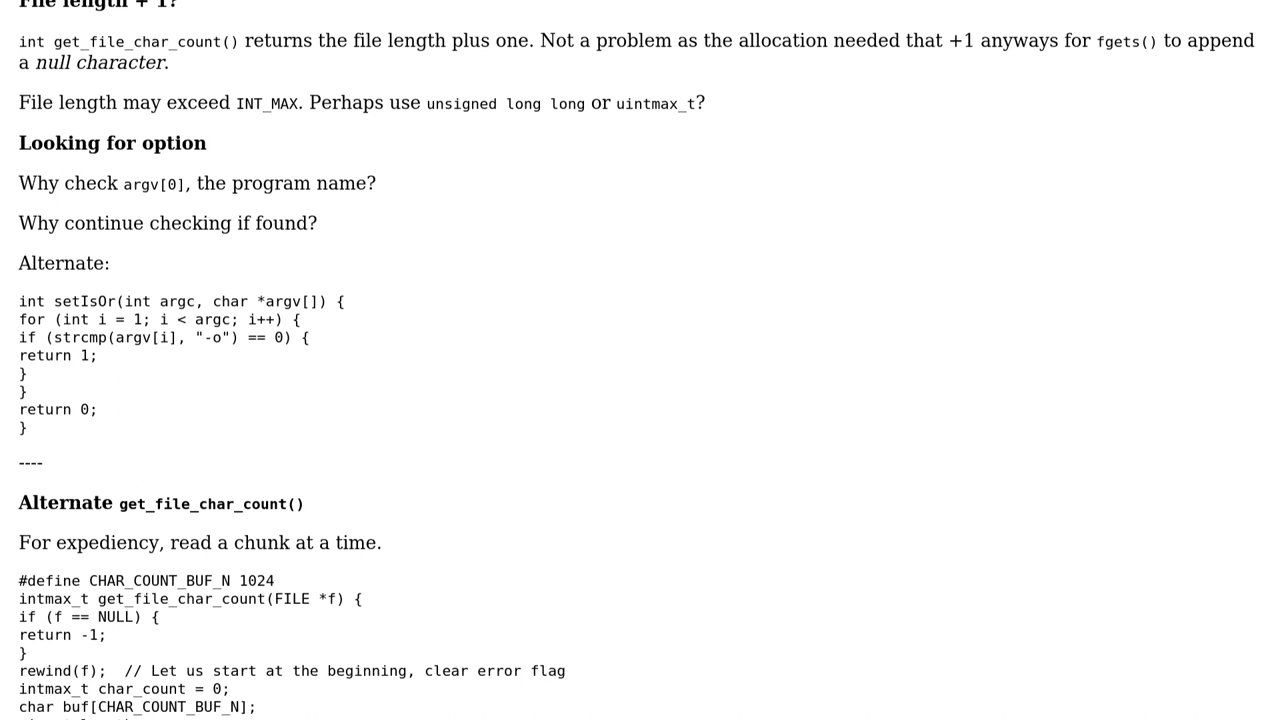 File length + 1?
int get_file_char_count() returns the file length plus one. Not a problem as the allocation needed that +1 anyways for fgets() to append
a null character.
File length may exceed INT_MAX. Perhaps use unsigned long long or uintmax_t?
Looking for option
Why check argv[0], the program name?
Why continue checking if found?
Alternate:
int setIsOr(int argc, char *argv[]) {
for (int i = 1; i < argc; i++) {
if (strcmp(argv[i], "-o") == 0) {
return 1;
}
}
return 0;
}
----
Alternate get_file_char_count()
For expediency, read a chunk at a time.
#define CHAR_COUNT_BUF_N 1024
intmax_t get_file_char_count(FILE *f) {
if (f == NULL) {
return -1;
}
rewind(f);  // Let us start at the beginning, clear error flag
intmax_t char_count = 0;
char buf[CHAR_COUNT_BUF_N];